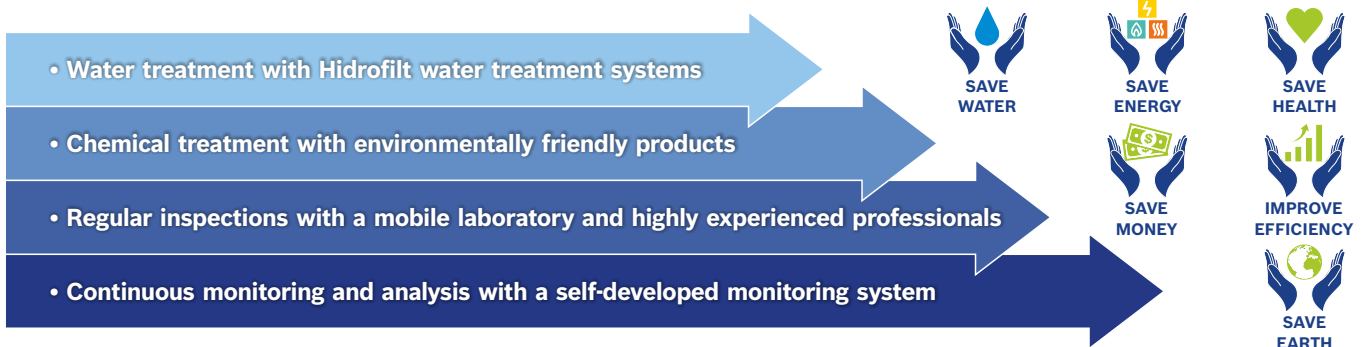 • Water treatment with Hidrofilt water treatment systems
• Chemical treatment with environmentally friendly products
• Regular inspections with a mobile laboratory and highly experienced professionals
• Continuous monitoring and analysis with a self-developed monitoring system
SAVE
WATER
SAVE
ENERGY
SAVE
HEALTH
SAVE
MONEY
IMPROVE
EFFICIENCY
SAVE
EARTH